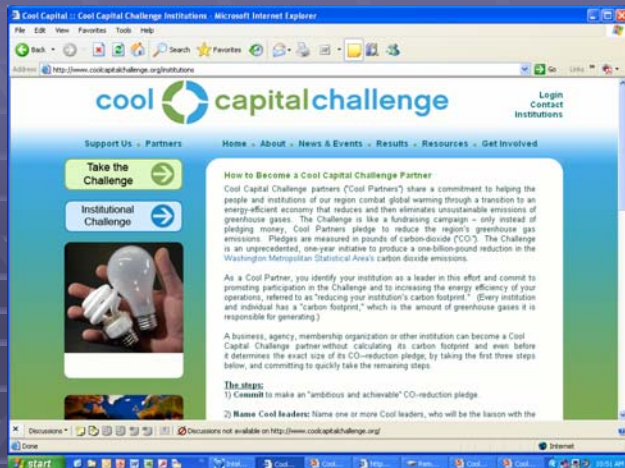 Cool Capital :: Cool Capital Challenge Institutions - Microsoft Internet Explorer
File Edit View Favorites Tools Help
Back Search Favorites
Address http://www.coolcapitalchallenge.org/institutions Go Links
cool capitalchallenge
Login
Contact
Institutions
Support Us Partners Home About News & Events Results Resources Get Involved
Take the
Challenge
Institutional
Challenge
How to Become a Cool Capital Challenge Partner
Cool Capital Challenge partners ("Cool Partners") share a commitment to helping the
people and institutions of our region combat global warming through a transition to an
energy-efficient economy that reduces and then eliminates unsustainable emissions of
greenhouse gases. The Challenge is like a fundraising campaign – only instead of
pledging money, Cool Partners pledge to reduce the region's greenhouse gas
emissions. Pledges are measured in pounds of carbon-dioxide ("CO₂"). The Challenge
is an unprecedented, one-year initiative to produce a one-billion-pound reduction in the
Washington Metropolitan Statistical Area's carbon dioxide emissions.
As a Cool Partner, you identify your institution as a leader in this effort and commit to
promoting participation in the Challenge and to increasing the energy efficiency of your
operations, referred to as "reducing your institution's carbon footprint." (Every institution
and individual has a "carbon footprint," which is the amount of greenhouse gases it is
responsible for generating.)
A business, agency, membership organization or other institution can become a Cool
Capital Challenge partner without calculating its carbon footprint and even before
it determines the exact size of its CO₂-reduction pledge, by taking the first three steps
below, and committing to quickly take the remaining steps.
The steps:
1) Commit to make an "ambitious and achievable" CO₂-reduction pledge.
2) Name Cool leaders: Name one or more Cool leaders, who will be the liaison with the
Discussions Discussions not available on http://www.coolcapitalchallenge.org/
Done Internet
start Cool... Cool... Cool... Cool... 10:51 AM